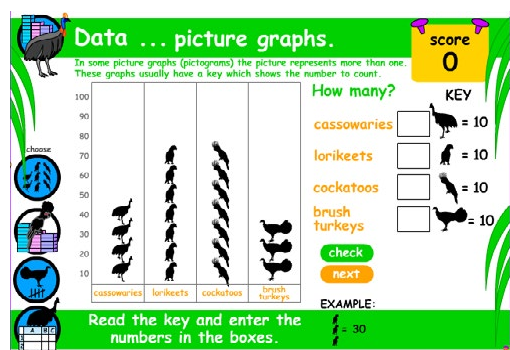 Data ... picture graphs.
score
0
In some picture graphs (pictograms) the picture represents more than one.
These graphs usually have a key which shows the number to count.
How many?
KEY
100
90
80
70
60
50
40
30
20
10
choose
cassowaries
lorikeets
cockatoos
brush
turkeys
cassowaries
= 10
lorikeets
= 10
cockatoos
= 10
brush
turkeys
= 10
check
next
EXAMPLE:
= 30
A B C
1
2
Read the key and enter the
numbers in the boxes.